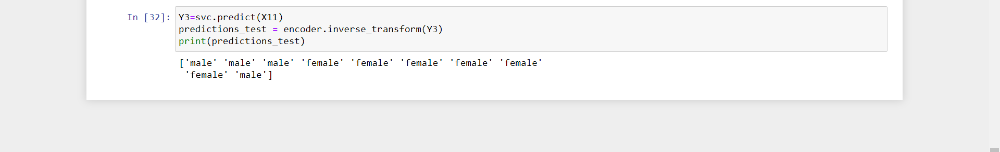 In [32]: Y3=svc.predict(X11)
predictions_test = encoder.inverse_transform(Y3)
print(predictions_test)
['male' 'male' 'male' 'female' 'female' 'female' 'female' 'female'
 'female' 'male']